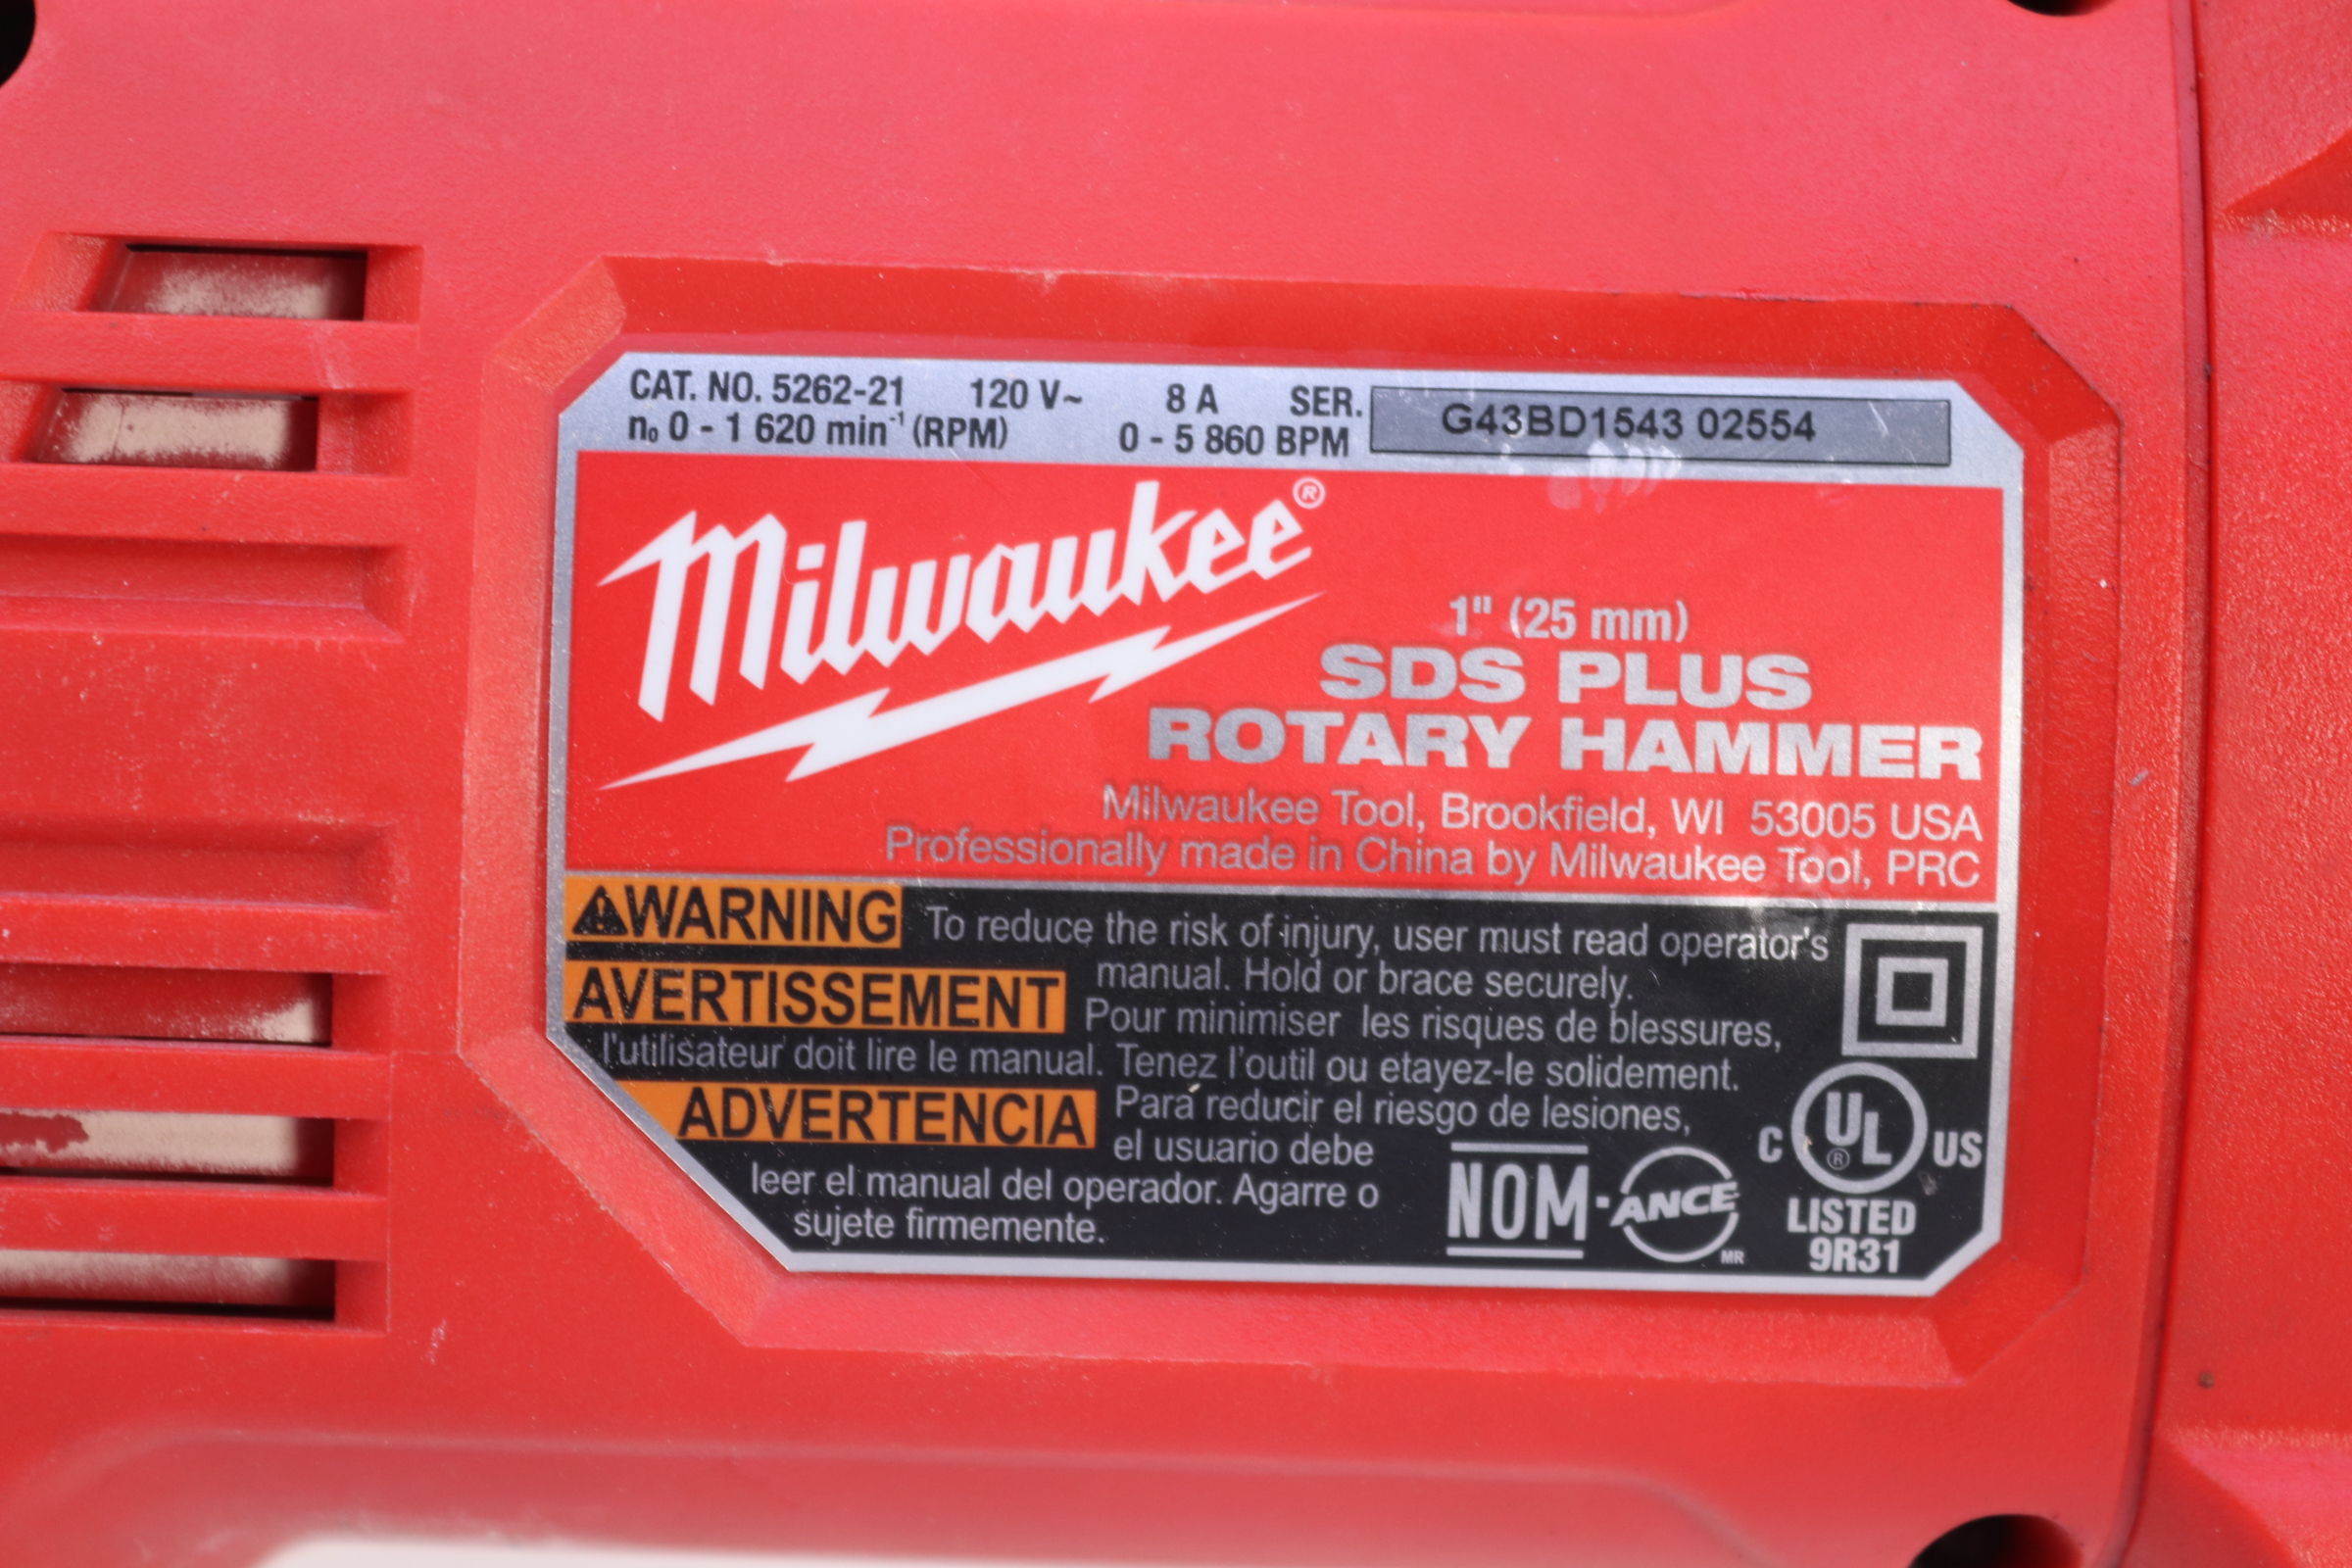 CAT. NO. 5262-21 120 V~ 8 A SER. G43BD1543 02554
n₀ 0 - 1 620 min⁻¹ (RPM) 0 - 5 860 BPM
Milwaukee®
1" (25 mm)
SDS PLUS
ROTARY HAMMER
Milwaukee Tool, Brookfield, WI 53005 USA
Professionally made in China by Milwaukee Tool, PRC
⚠WARNING To reduce the risk of injury, user must read operator's
manual. Hold or brace securely.
AVERTISSEMENT Pour minimiser les risques de blessures,
l'utilisateur doit lire le manual. Tenez l'outil ou etayez-le solidement.
ADVERTENCIA Para reducir el riesgo de lesiones,
el usuario debe
leer el manual del operador. Agarre o
sujete firmemente.
NOM-ANCE MR
C UL® US
LISTED
9R31